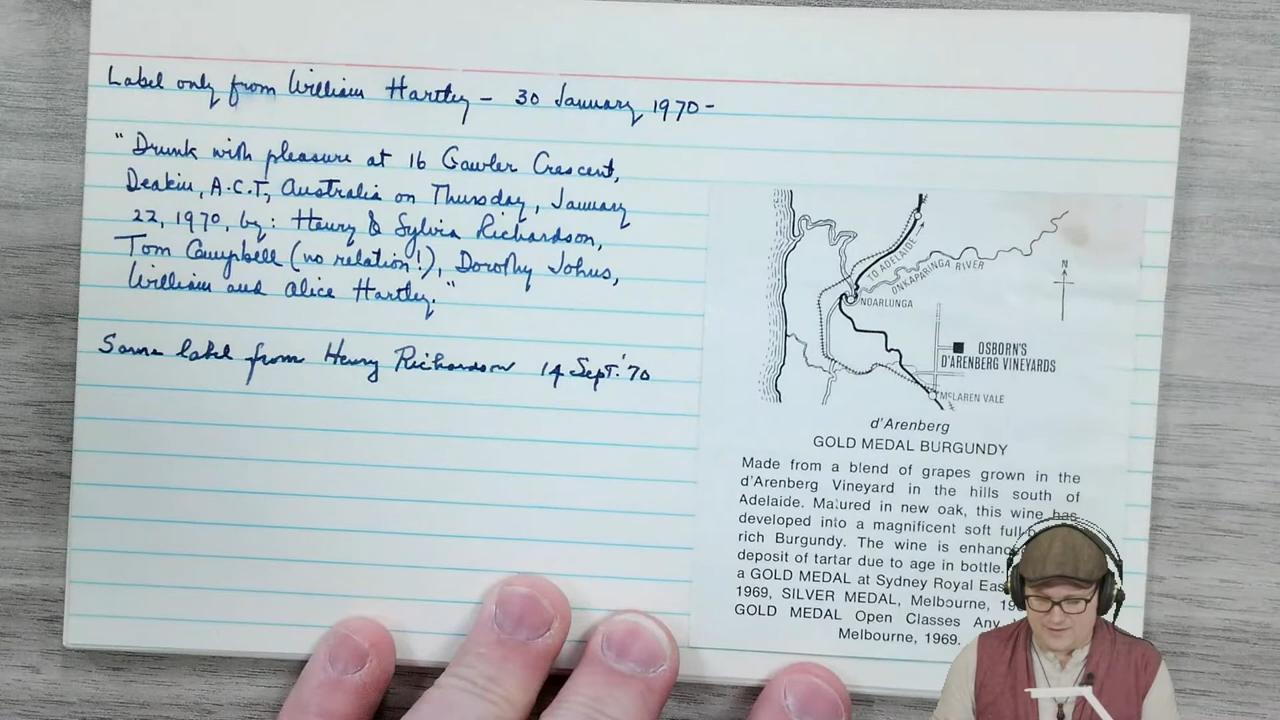 Label only from William Hartley - 30 January 1970 -
"Drunk with pleasure at 16 Gawler Crescent,
Deakin, A.C.T, Australia on Thursday, January
22, 1970, by: Henry & Sylvia Richardson,
Tom Campbell (no relation!), Dorothy Johns,
William and Alice Hartley."
Same label from Henry Richardson 14 Sept. '70
TO ADELAIDE
ONKAPARINGA RIVER
N
NOARLUNGA
OSBORN'S
D'ARENBERG VINEYARDS
McLAREN VALE
d'Arenberg
GOLD MEDAL BURGUNDY
Made from a blend of grapes grown in the
d'Arenberg Vineyard in the hills south of
Adelaide. Matured in new oak, this wine has
developed into a magnificent soft full
rich Burgundy. The wine is
deposit of tartar due to age in bottle.
a GOLD MEDAL at Sydney Royal
1969, SILVER MEDAL, Melbourne,
GOLD MEDAL Open Classes Any
Melbourne, 1969.